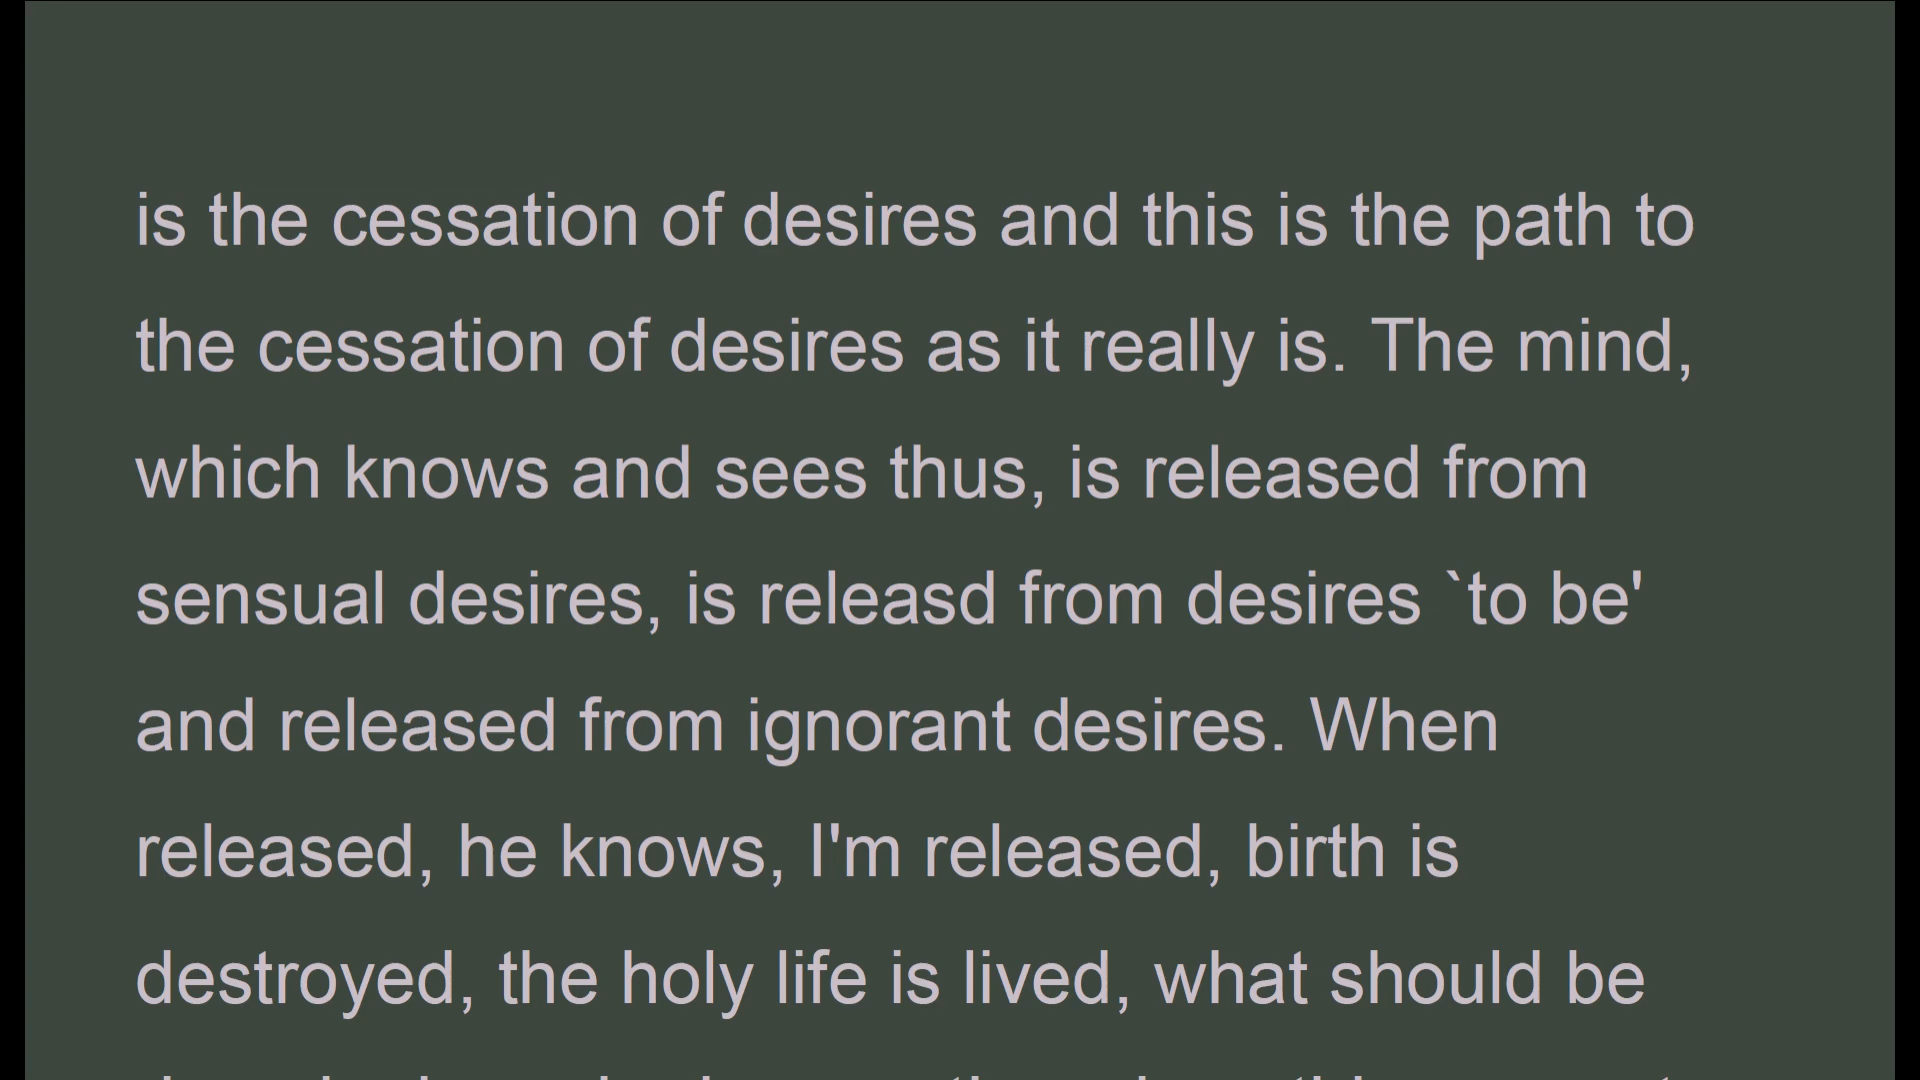 is the cessation of desires and this is the path to
the cessation of desires as it really is. The mind,
which knows and sees thus, is released from
sensual desires, is releasd from desires `to be'
and released from ignorant desires. When
released, he knows, I'm released, birth is
destroyed, the holy life is lived, what should be